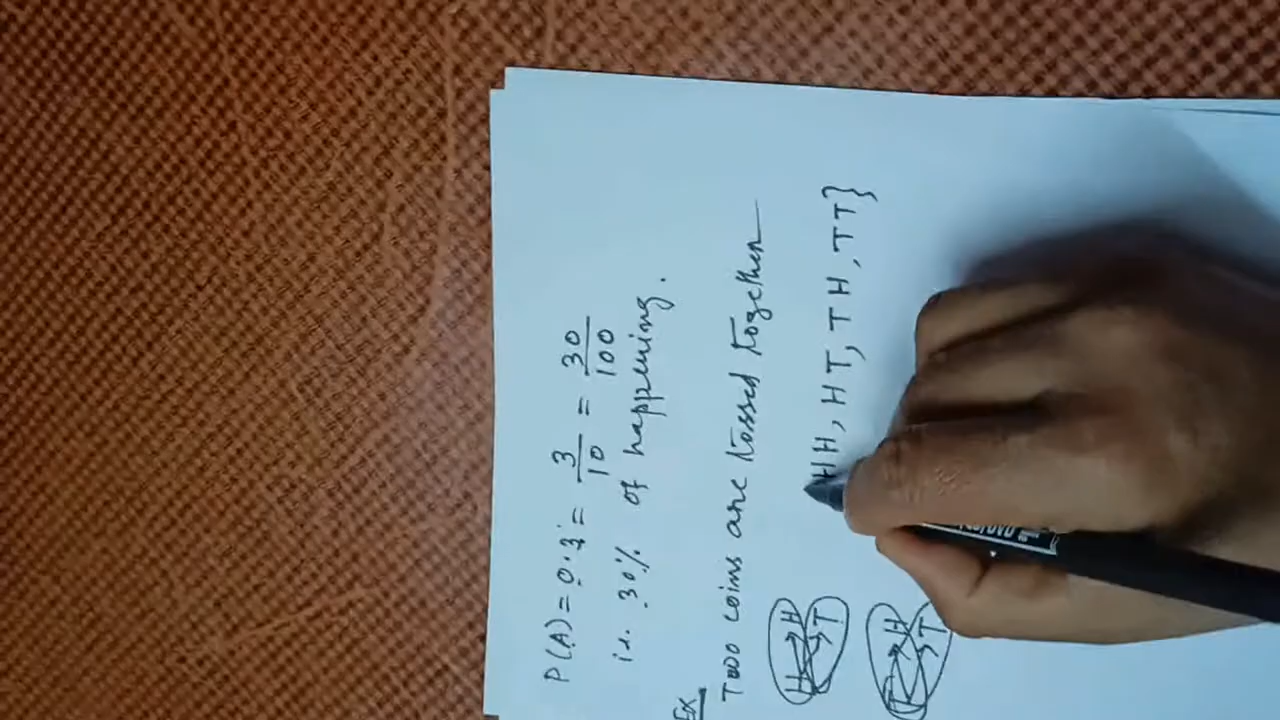 P(A) = 0.3 = 3/10 = 30/100
i.e. 30% of happening.
Ex
Two coins are tossed together
H → H
→ T
HH, HT, TH, TT}
T → H
→ T